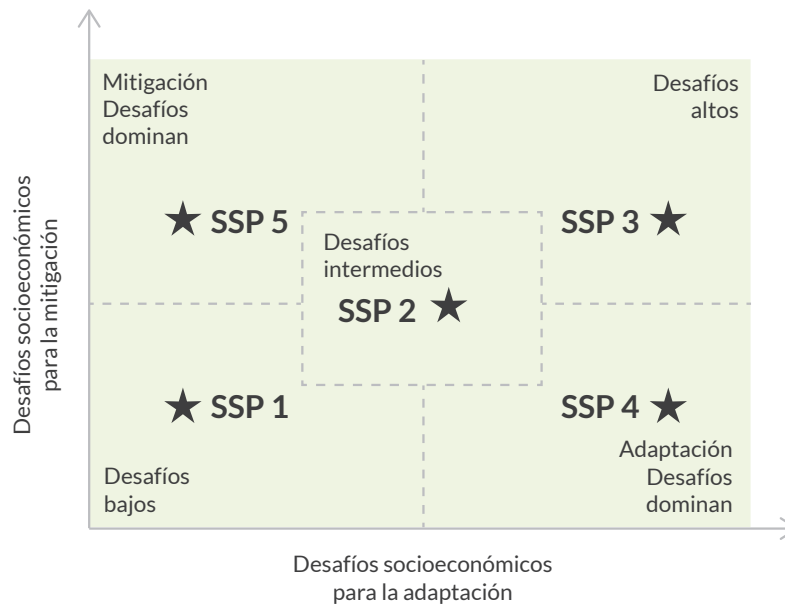 Mitigación
Desafíos
dominan
Desafíos
altos
SSP 5
SSP 3
Desafíos
intermedios
SSP 2
SSP 1
SSP 4
Desafíos
bajos
Adaptación
Desafíos
dominan
Desafíos socioeconómicos
para la mitigación
Desafíos socioeconómicos
para la adaptación